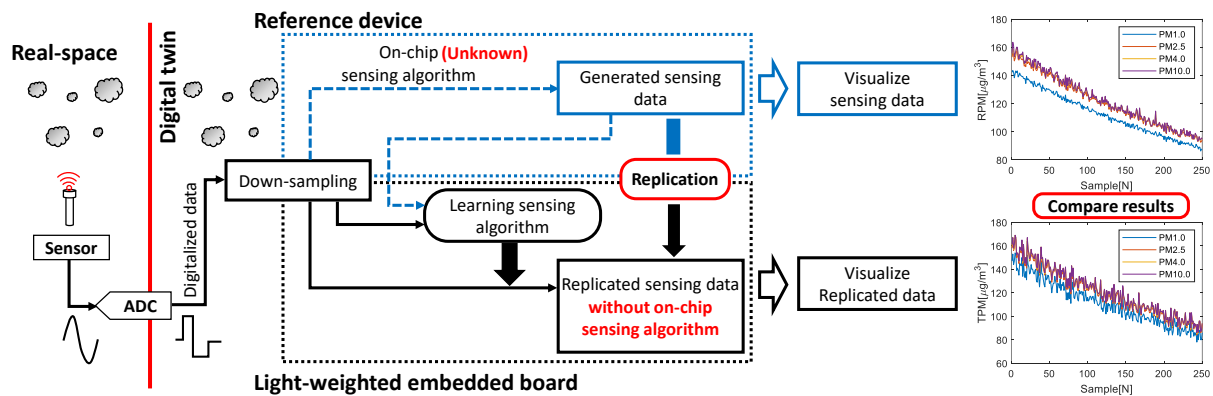 Real-space
Digital twin
Reference device
On-chip (Unknown)
sensing algorithm
Generated sensing
data
Visualize
sensing data
Down-sampling
Replication
Learning sensing
algorithm
Sensor
ADC
Digitalized data
Replicated sensing data
without on-chip
sensing algorithm
Visualize
Replicated data
Light-weighted embedded board
180
160
140
120
100
80
60
RPM[μg/m3]
PM1.0
PM2.5
PM4.0
PM10.0
0 50 100 150 200 250
Sample[N]
Compare results
180
160
140
120
100
80
60
TPM[μg/m3]
PM1.0
PM2.5
PM4.0
PM10.0
0 50 100 150 200 250
Sample[N]